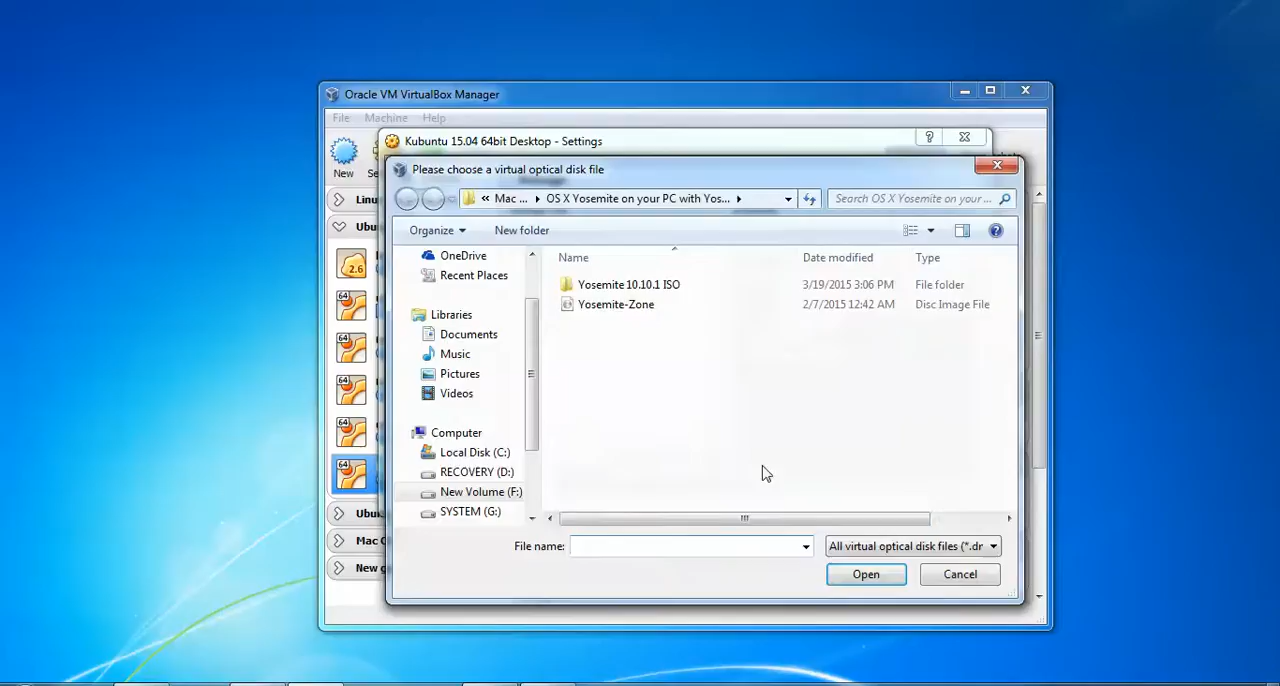 Oracle VM VirtualBox Manager
File Machine Help
Kubuntu 15.04 64bit Desktop - Settings
?
Please choose a virtual optical disk file
New
« Mac ... OS X Yosemite on your PC with Yos...
Search OS X Yosemite on your ...
Organize
New folder
Name
Date modified
Type
OneDrive
Recent Places
Libraries
Documents
Music
Pictures
Videos
Computer
Local Disk (C:)
RECOVERY (D:)
New Volume (F:)
SYSTEM (G:)
Yosemite 10.10.1 ISO 3/19/2015 3:06 PM File folder
Yosemite-Zone 2/7/2015 12:42 AM Disc Image File
2.6
64
64
64
64
64
New g
File name:
All virtual optical disk files (*.dr
Open
Cancel